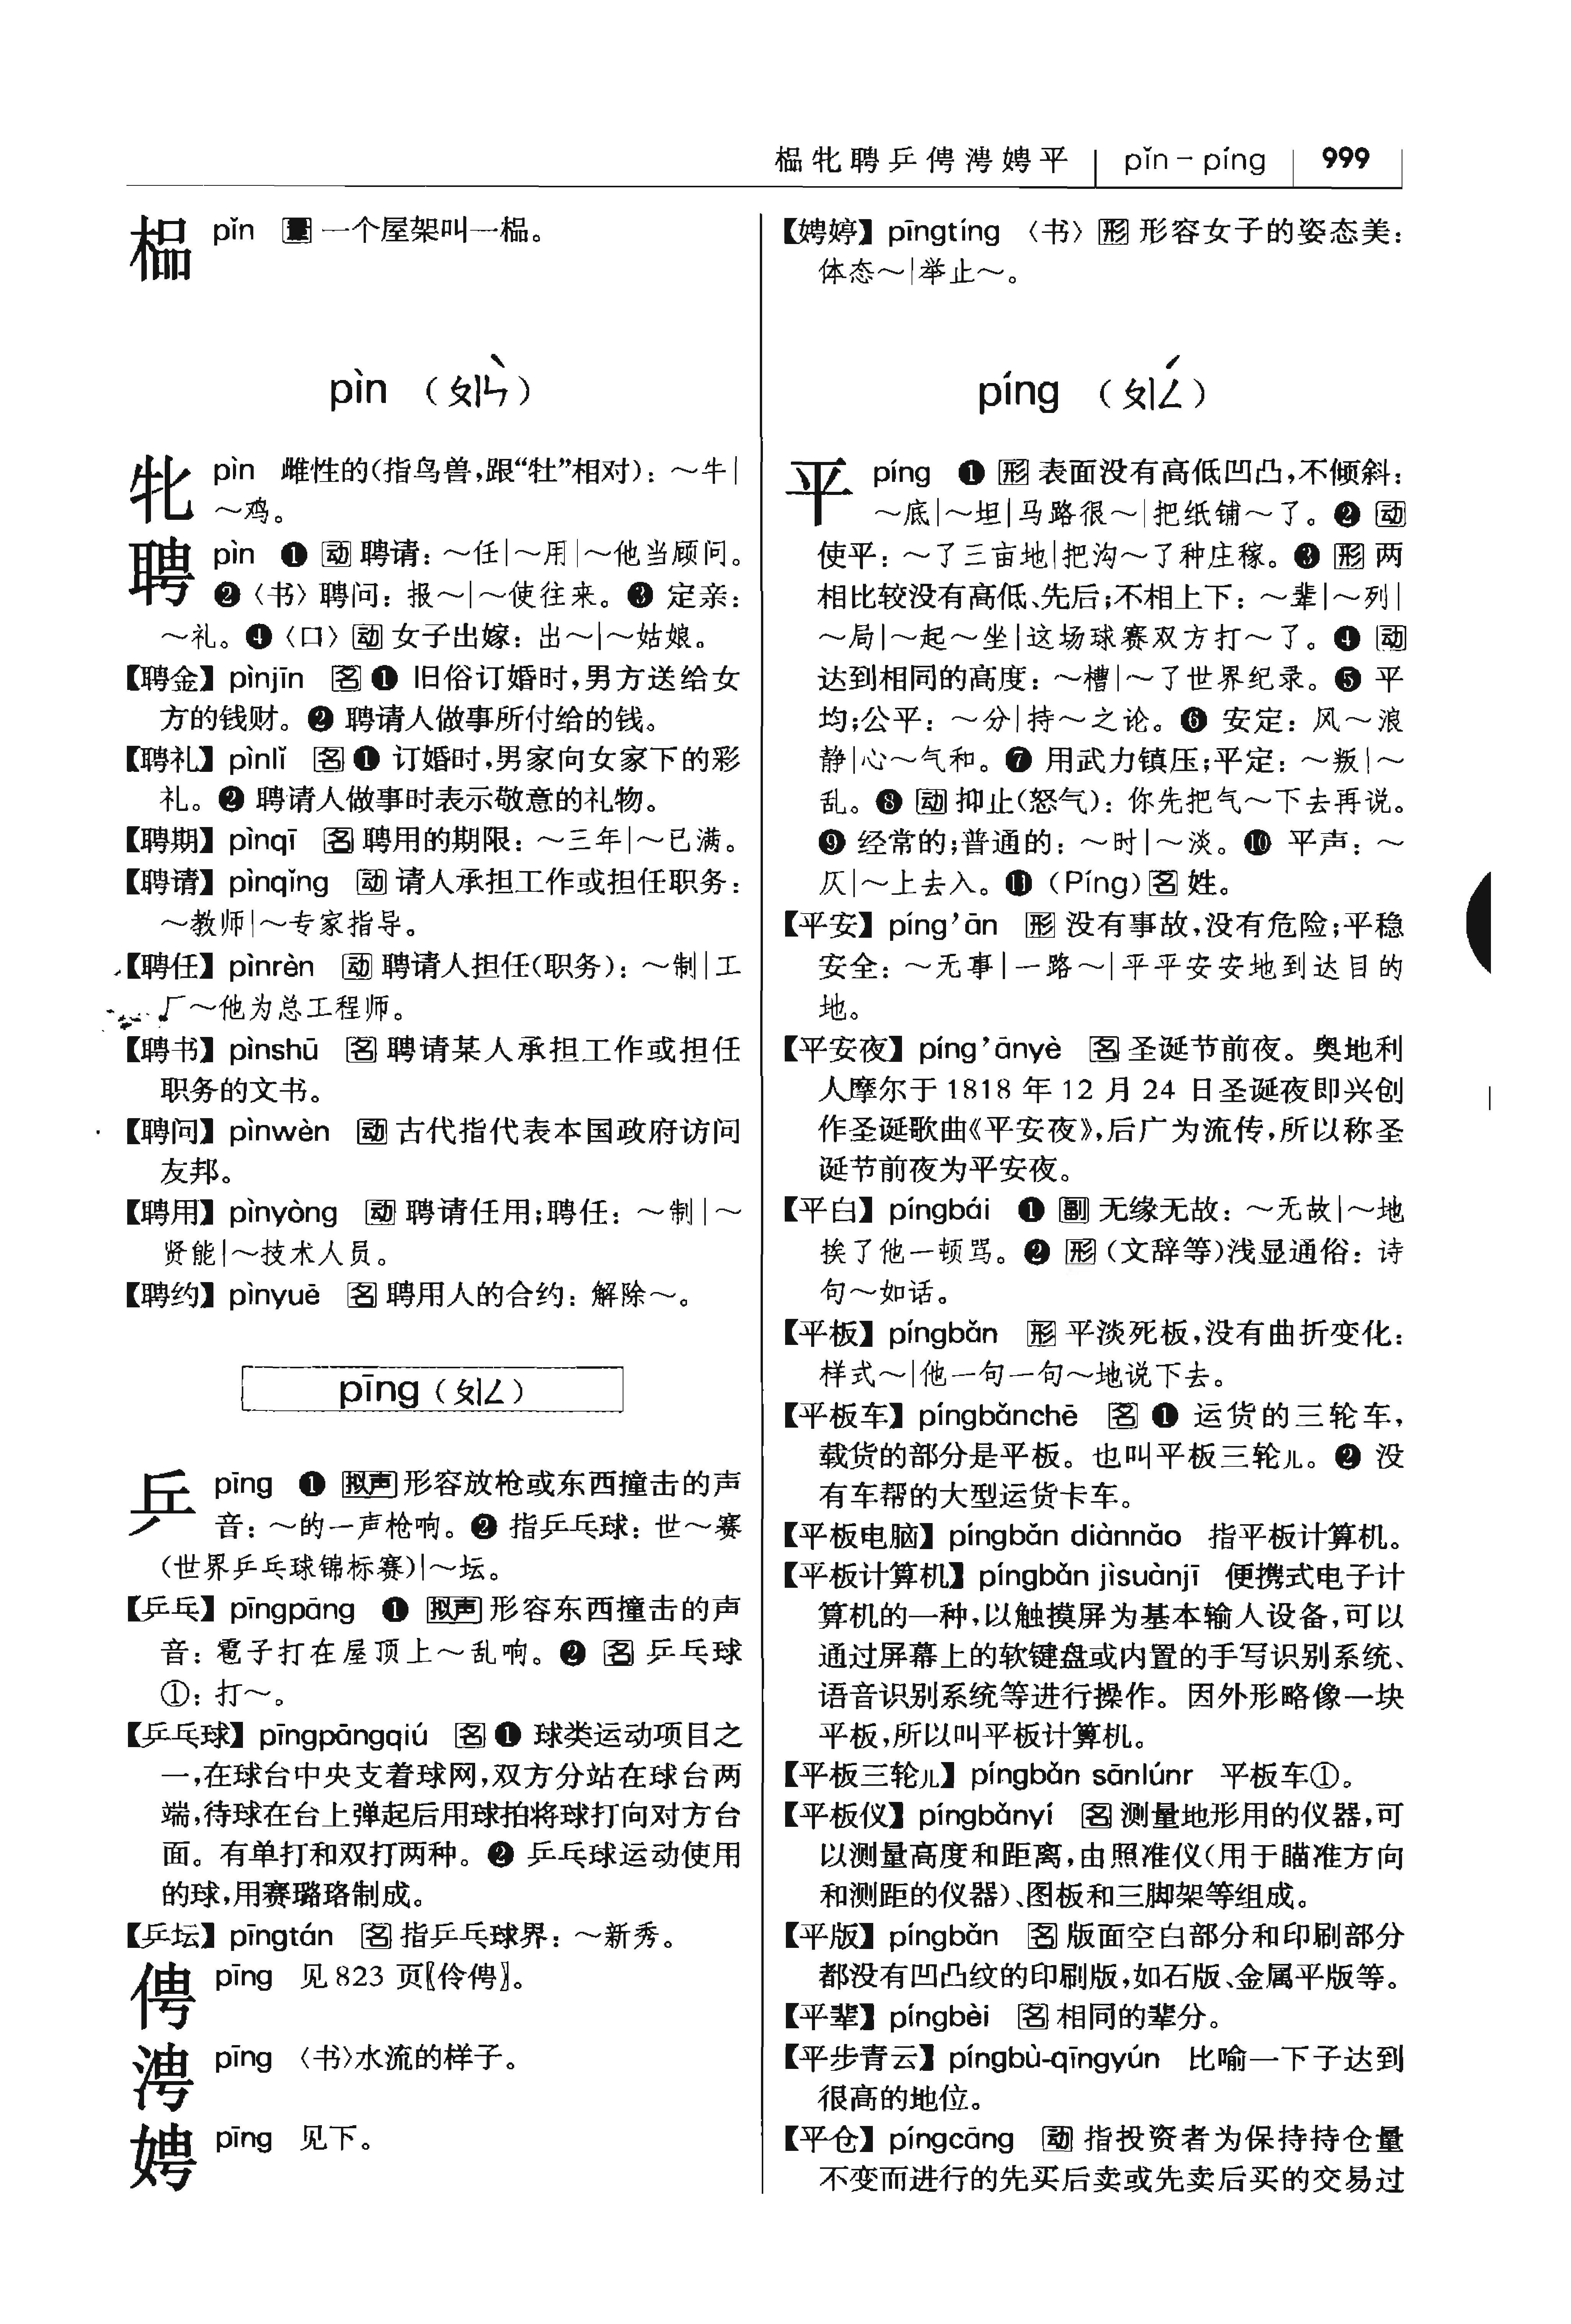 榀牝聘乒俜涄娉平 pǐn－píng 999
榀 pǐn 量 一个屋架叫一榀。
pìn （ㄆㄧㄣˋ）
牝 pìn 雌性的（指鸟兽，跟“牡”相对）：～牛|
～鸡。
聘 pìn ❶ 动 聘请：～任|～用|～他当顾问。
❷〈书〉聘问：报～|～使往来。❸ 定亲：
～礼。❹〈口〉动 女子出嫁：出～|～姑娘。
【聘金】pìnjīn 名 ❶ 旧俗订婚时，男方送给女
方的钱财。❷ 聘请人做事所付给的钱。
【聘礼】pìnlǐ 名 ❶ 订婚时，男家向女家下的彩
礼。❷ 聘请人做事时表示敬意的礼物。
【聘期】pìnqī 名 聘用的期限：～三年|～已满。
【聘请】pìnqǐng 动 请人承担工作或担任职务：
～教师|～专家指导。
【聘任】pìnrèn 动 聘请人担任（职务）：～制|工
厂～他为总工程师。
【聘书】pìnshū 名 聘请某人承担工作或担任
职务的文书。
【聘问】pìnwèn 动 古代指代表本国政府访问
友邦。
【聘用】pìnyòng 动 聘请任用；聘任：～制|～
贤能|～技术人员。
【聘约】pìnyuē 名 聘用人的合约：解除～。
pīng（ㄆㄧㄥ）
乒 pīng ❶ 拟声 形容放枪或东西撞击的声
音：～的一声枪响。❷ 指乒乓球：世～赛
（世界乒乓球锦标赛）|～坛。
【乒乓】pīngpāng ❶ 拟声 形容东西撞击的声
音：雹子打在屋顶上～乱响。❷ 名 乒乓球
①：打～。
【乒乓球】pīngpāngqiú 名 ❶ 球类运动项目之
一，在球台中央支着球网，双方分站在球台两
端，待球在台上弹起后用球拍将球打向对方台
面。有单打和双打两种。❷ 乒乓球运动使用
的球，用赛璐珞制成。
【乒坛】pīngtán 名 指乒乓球界：～新秀。
俜 pīng 见 823 页〖伶俜〗。
涄 pīng 〈书〉水流的样子。
娉 pīng 见下。
【娉婷】pīngtíng 〈书〉形 形容女子的姿态美：
体态～|举止～。
píng （ㄆㄧㄥˊ）
平 píng ❶ 形 表面没有高低凹凸，不倾斜：
～底|～坦|马路很～|把纸铺～了。❷ 动
使平：～了三亩地|把沟～了种庄稼。❸ 形 两
相比较没有高低、先后；不相上下：～辈|～列|
～局|～起～坐|这场球赛双方打～了。❹ 动
达到相同的高度：～槽|～了世界纪录。❺ 平
均；公平：～分|持～之论。❻ 安定：风～浪
静|心～气和。❼ 用武力镇压；平定：～叛|～
乱。❽ 动 抑止（怒气）：你先把气～下去再说。
❾ 经常的；普通的：～时|～淡。❿ 平声：～
仄|～上去入。⓫（Píng）名 姓。
【平安】píng’ān 形 没有事故，没有危险；平稳
安全：～无事|一路～|平平安安地到达目的
地。
【平安夜】píng’ānyè 名 圣诞节前夜。奥地利
人摩尔于 1818 年 12 月 24 日圣诞夜即兴创
作圣诞歌曲《平安夜》，后广为流传，所以称圣
诞节前夜为平安夜。
【平白】píngbái ❶ 副 无缘无故：～无故|～地
挨了他一顿骂。❷ 形（文辞等）浅显通俗：诗
句～如话。
【平板】píngbǎn 形 平淡死板，没有曲折变化：
样式～|他一句一句～地说下去。
【平板车】píngbǎnchē 名 ❶ 运货的三轮车，
载货的部分是平板。也叫平板三轮儿。❷ 没
有车帮的大型运货卡车。
【平板电脑】píngbǎn diànnǎo 指平板计算机。
【平板计算机】píngbǎn jìsuànjī 便携式电子计
算机的一种，以触摸屏为基本输入设备，可以
通过屏幕上的软键盘或内置的手写识别系统、
语音识别系统等进行操作。因外形略像一块
平板，所以叫平板计算机。
【平板三轮儿】píngbǎn sānlúnr 平板车①。
【平板仪】píngbǎnyí 名 测量地形用的仪器，可
以测量高度和距离，由照准仪（用于瞄准方向
和测距的仪器）、图板和三脚架等组成。
【平版】píngbǎn 名 版面空白部分和印刷部分
都没有凹凸纹的印刷版，如石版、金属平版等。
【平辈】píngbèi 名 相同的辈分。
【平步青云】píngbù-qīngyún 比喻一下子达到
很高的地位。
【平仓】píngcāng 动 指投资者为保持持仓量
不变而进行的先买后卖或先卖后买的交易过